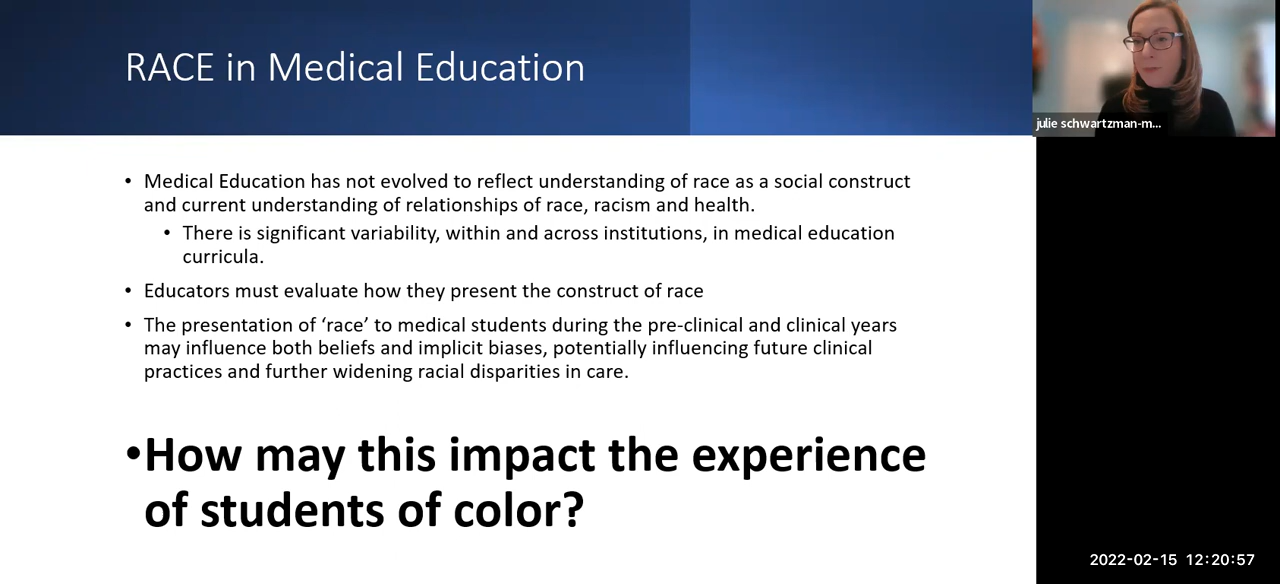 RACE in Medical Education
julie schwartzman-m...
• Medical Education has not evolved to reflect understanding of race as a social construct
and current understanding of relationships of race, racism and health.
• There is significant variability, within and across institutions, in medical education
curricula.
• Educators must evaluate how they present the construct of race
• The presentation of ‘race’ to medical students during the pre-clinical and clinical years
may influence both beliefs and implicit biases, potentially influencing future clinical
practices and further widening racial disparities in care.
•How may this impact the experience
of students of color?
2022-02-15 12:20:57